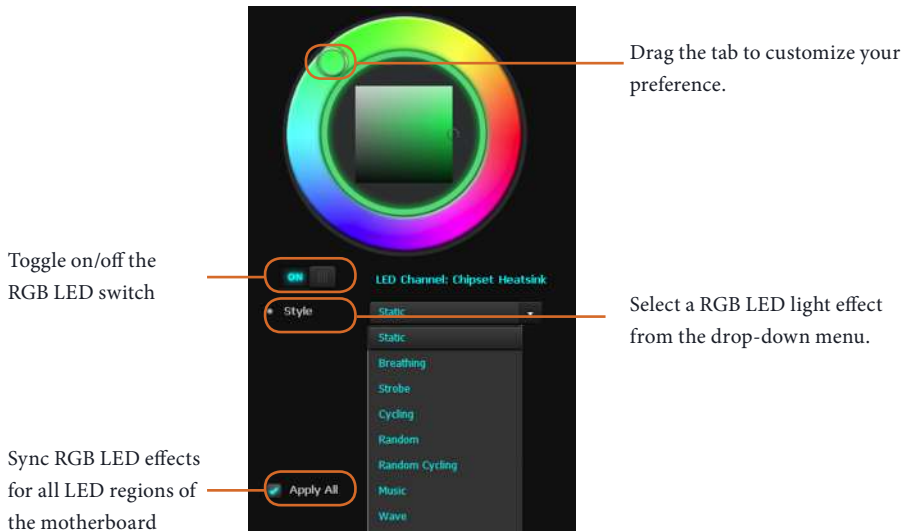 Drag the tab to customize your
preference.
Toggle on/off the
RGB LED switch
ON
LED Channel: Chipset Heatsink
Style
Static
Select a RGB LED light effect
from the drop-down menu.
Static
Breathing
Strobe
Cycling
Random
Random Cycling
Sync RGB LED effects
for all LED regions of
the motherboard
Apply All
Music
Wave